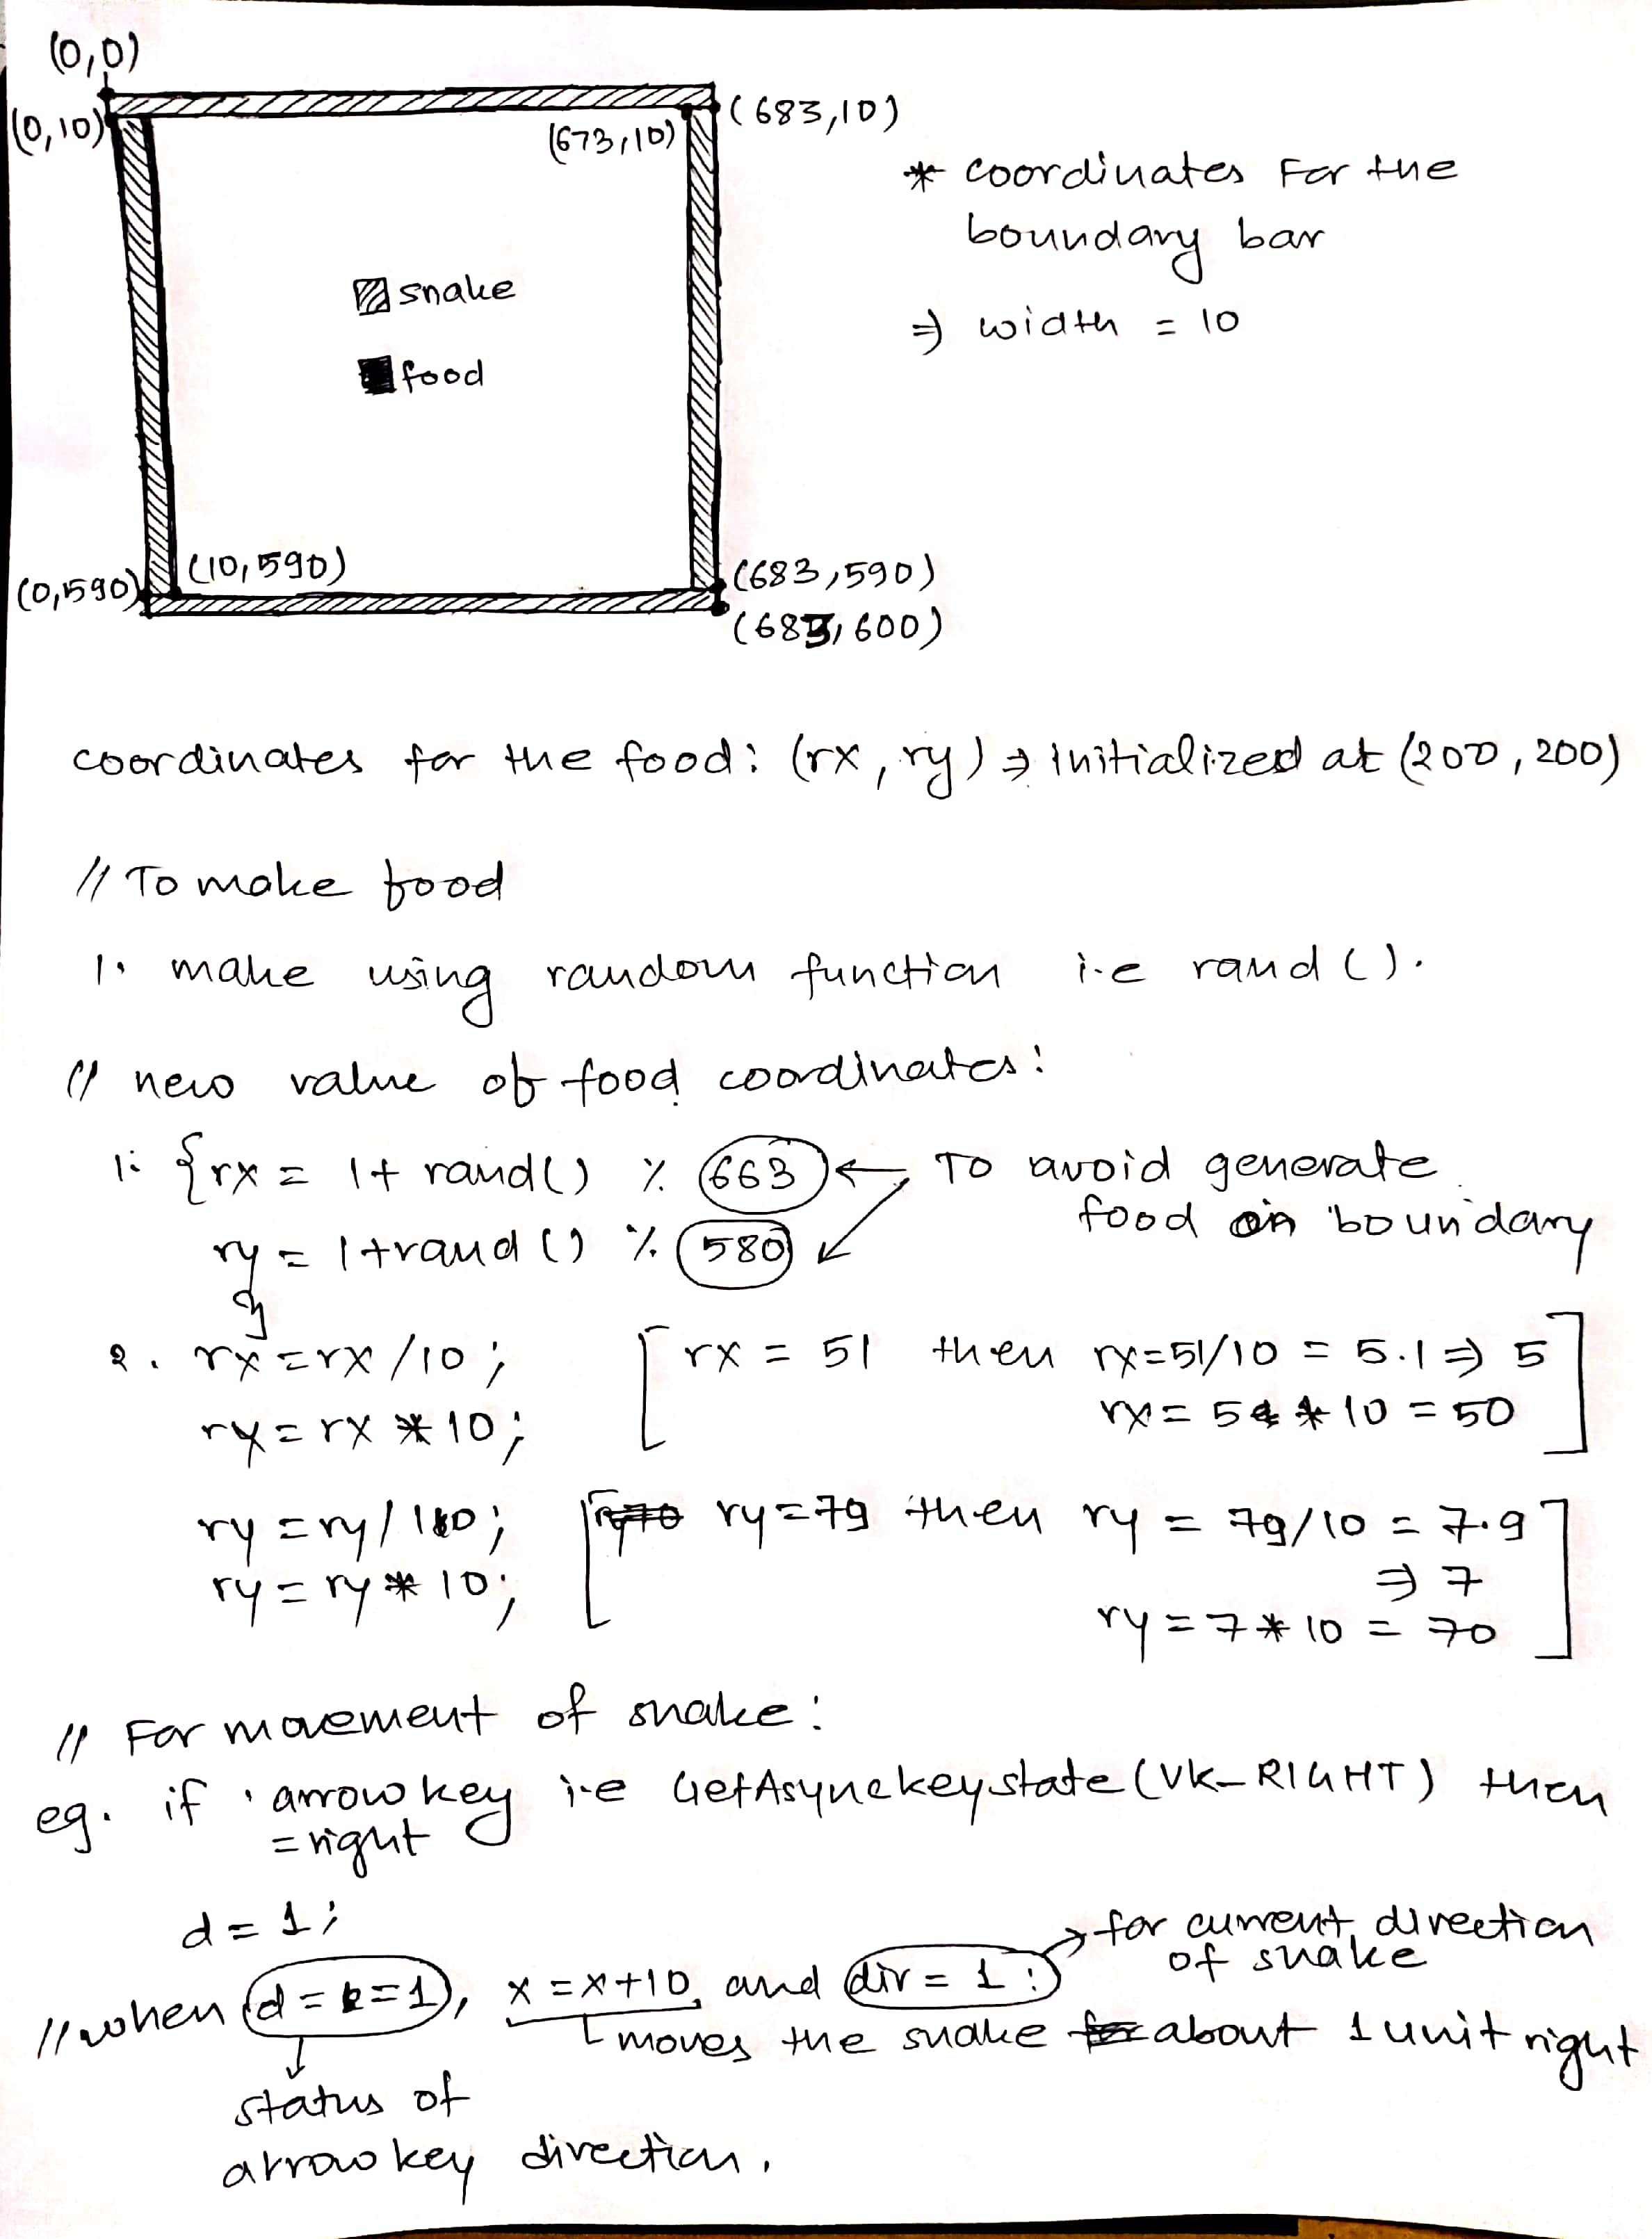 (0,0)
(0,10)
(683,10)
(673,10)
* coordinates For the
boundary bar
⇒ width = 10
snake
food
(10,590)
(0,590)
(683,590)
(683,600)
coordinates for the food: (rx, ry) ⇒ initialized at (200, 200)
// To make food
1. make using random function i.e rand().
// new value of food coordinates:
1: {rx = 1+ rand() % 663 ← To avoid generate
food on boundary
ry = 1+rand() % 580
}
2. rx=rx/10; [rx = 51 then rx=51/10 = 5.1 ⇒ 5
ry=rx * 10; rx= 5 * 10 = 50]
ry=ry/10; [ry=79 then ry = 79/10 = 7.9
⇒ 7
ry=ry*10; ry=7*10 = 70]
// For movement of snake:
eg. if arrow key i.e GetAsynckeystate(VK_RIGHT) then
=right
d=1;
→ for current direction
of snake
//when d==1, x=x+10, and dir=1;
moves the snake about 1 unit right
status of
arrow key direction.